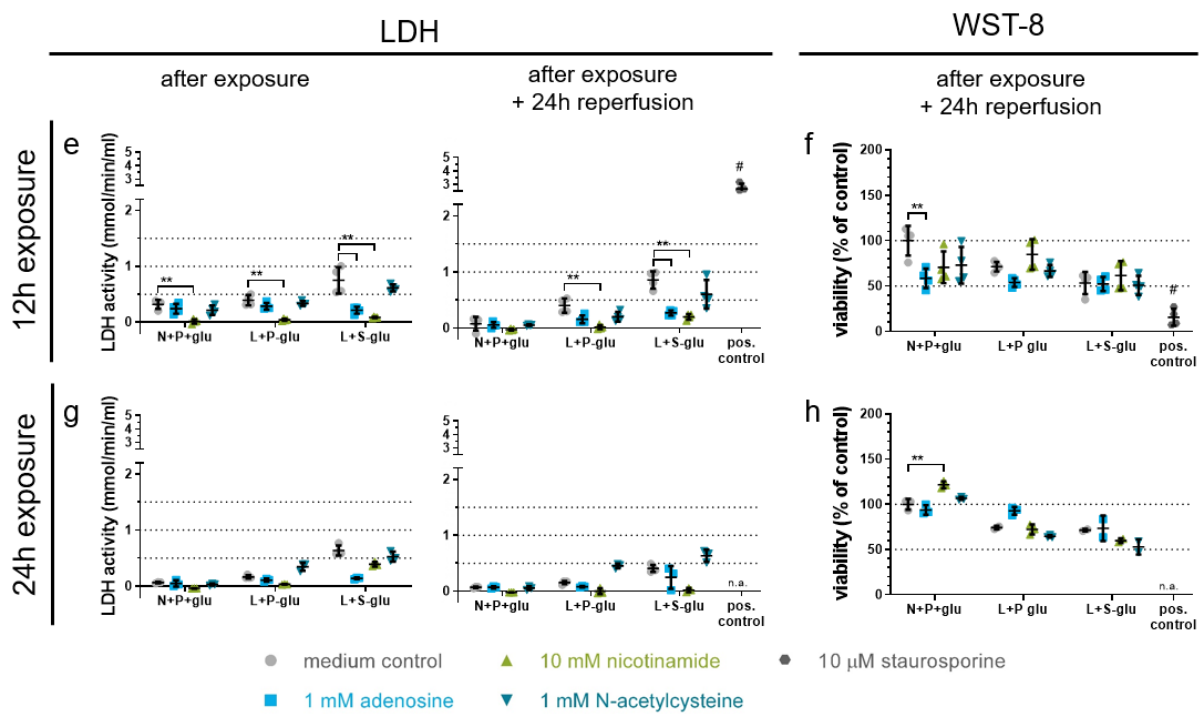 LDH
WST-8
after exposure
after exposure
+ 24h reperfusion
after exposure
+ 24h reperfusion
12h exposure
e
LDH activity (mmol/min/ml)
5
4
3
2
1
0
**
**
**
N+P+glu
L+P-glu
L+S-glu
5
4
3
2
1
0
**
**
#
N+P+glu
L+P-glu
L+S-glu
pos.
control
f
viability (% of control)
200
150
100
50
0
**
#
N+P+glu
L+P glu
L+S-glu
pos.
control
24h exposure
g
LDH activity (mmol/min/ml)
5
4
3
2
1
0
N+P+glu
L+P-glu
L+S-glu
5
4
3
2
1
0
n.a.
N+P+glu
L+P-glu
L+S-glu
pos.
control
h
viability (% of control)
200
150
100
50
0
**
n.a.
N+P+glu
L+P glu
L+S-glu
pos.
control
medium control
10 mM nicotinamide
10 μM staurosporine
1 mM adenosine
1 mM N-acetylcysteine